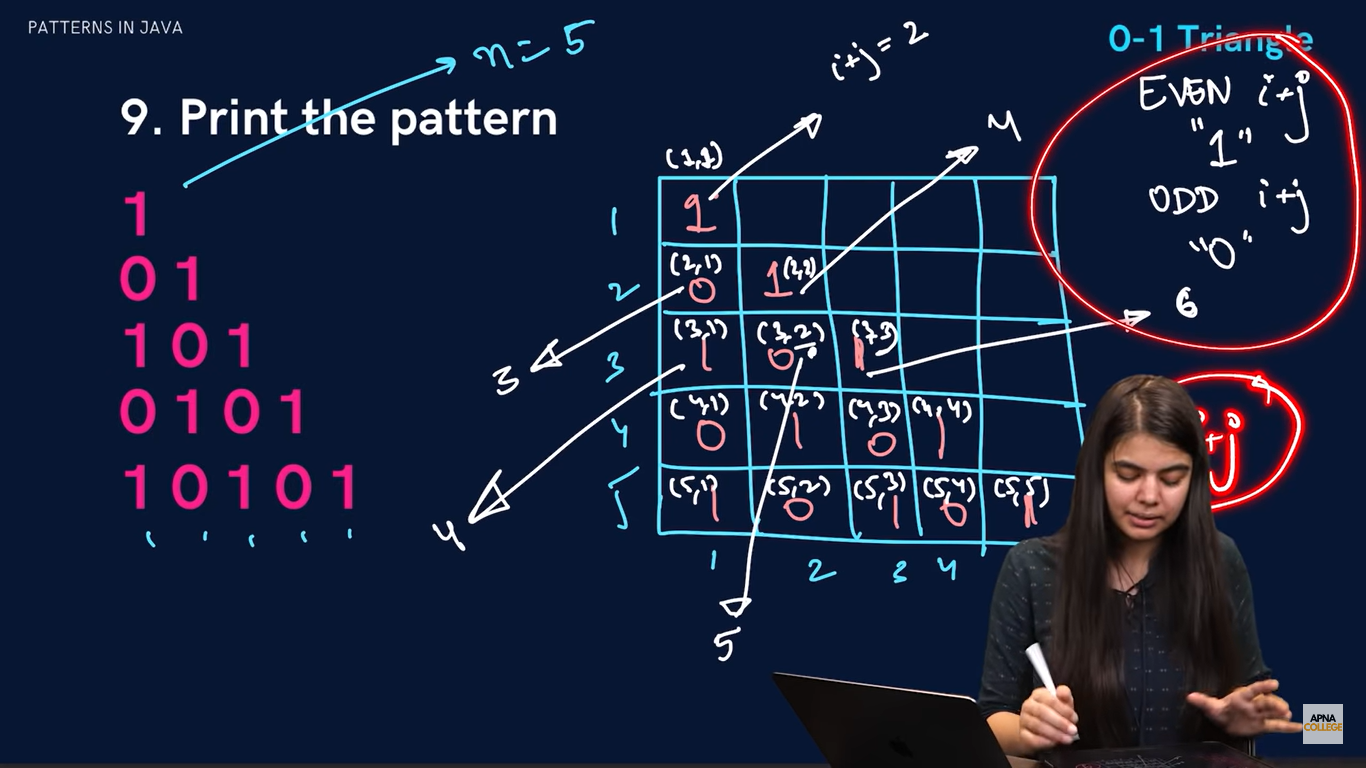 PATTERNS IN JAVA
0-1 Triangle
n = 5
i+j = 2
9. Print the pattern
1
0 1
1 0 1
0 1 0 1
1 0 1 0 1
EVEN i+j
"1"
ODD i+j
"0"
4
6
3
4
5
i+j
(1,1)
1 1
(2,1) (2,2)
2 0 1
(3,1) (3,2) (3,3)
3 1 0 1
(4,1) (4,2) (4,3) (4,4)
4 0 1 0 1
(5,1) (5,2) (5,3) (5,4) (5,5)
5 1 0 1 0 1
1 2 3 4
APNA
COLLEGE